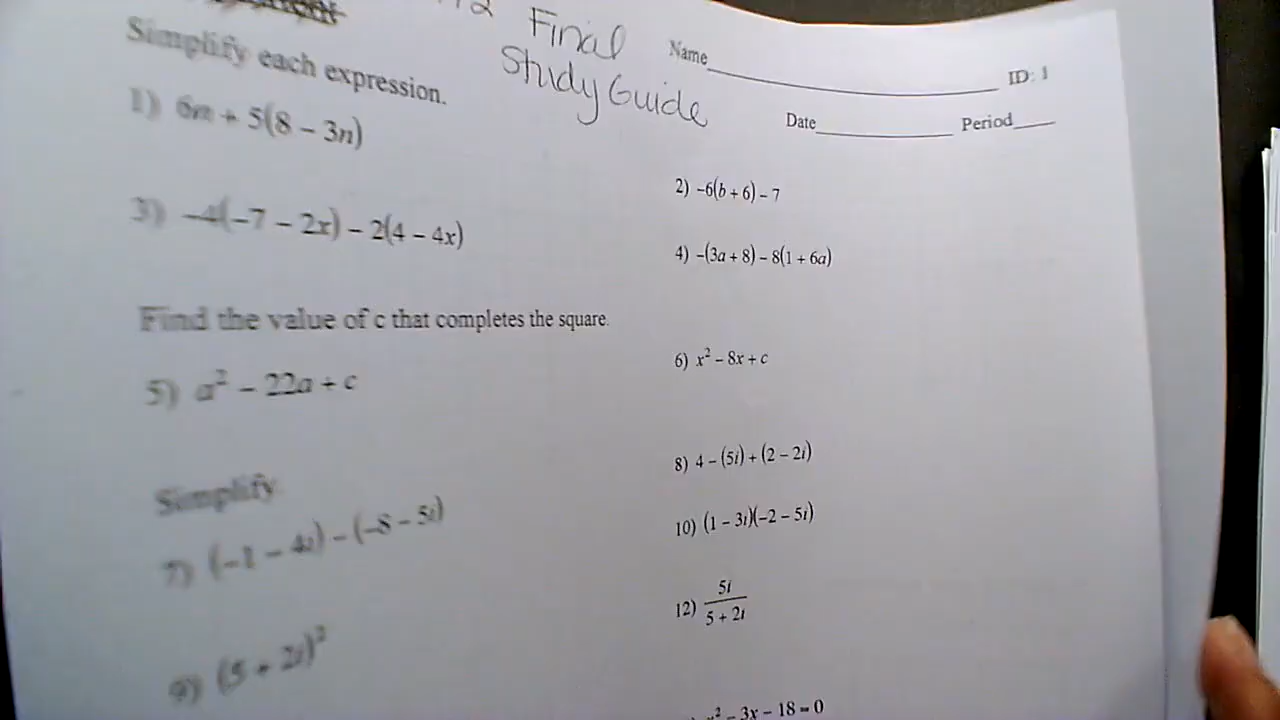 Final
Study Guide
Name
ID: 1
Date Period
Simplify each expression.
1) 6n + 5(8 − 3n)
2) −6(b + 6) − 7
3) −4(−7 − 2x) − 2(4 − 4x)
4) −(3a + 8) − 8(1 + 6a)
Find the value of c that completes the square.
5) a² − 22a + c
6) x² − 8x + c
Simplify.
7) (−1 − 4i) − (−8 − 5i)
8) 4 − (5i) + (2 − 2i)
9) (5 + 2i)²
10) (1 − 3i)(−2 − 5i)
12) 5i / 5 + 2i
− 3x − 18 = 0